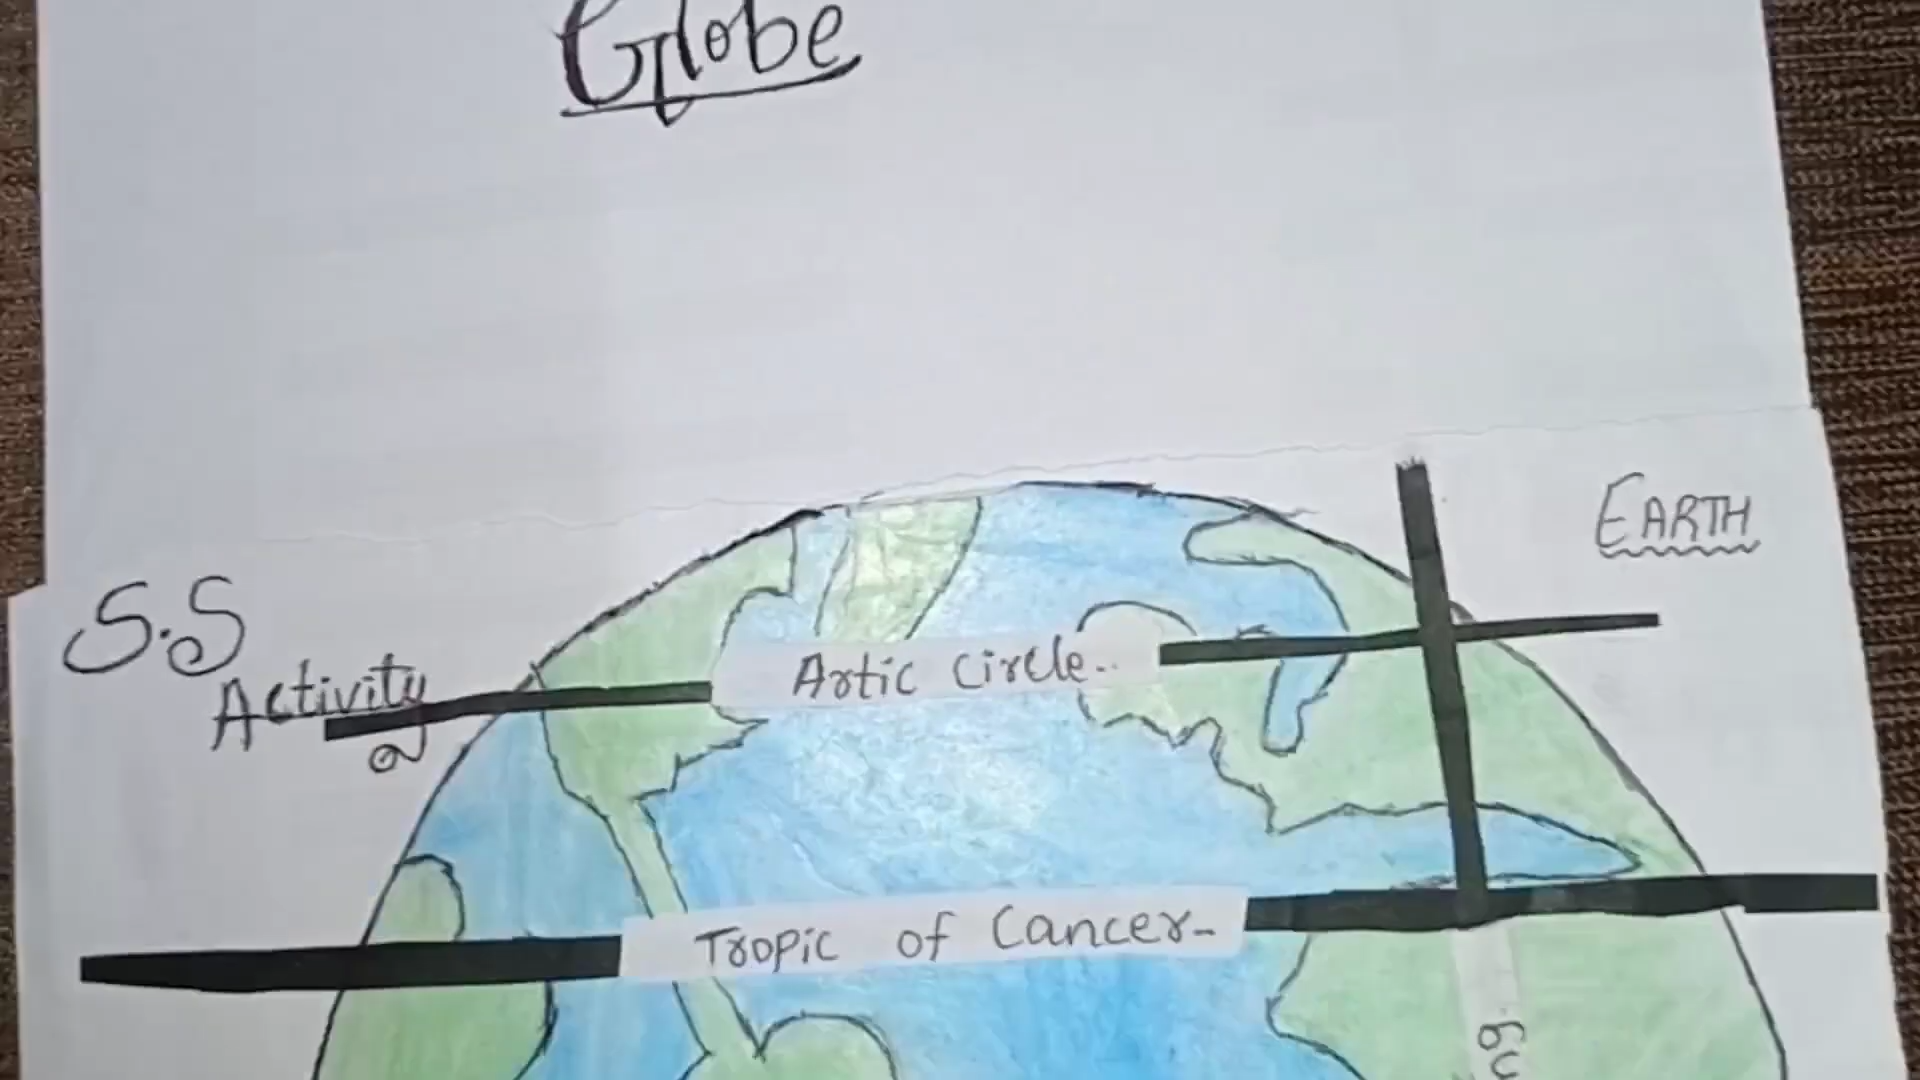 Globe
EARTH
S.S
Activity
Artic Circle..
Tropic of Cancer-